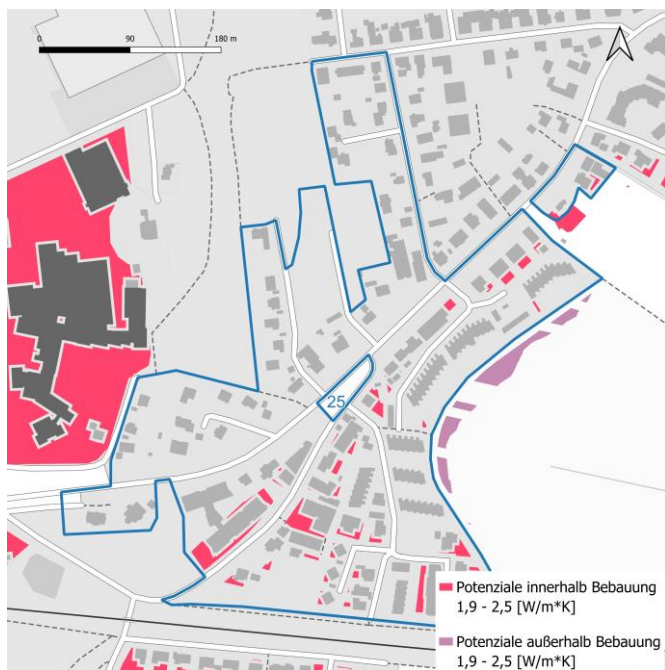 0 90 180 m
25
Potenziale innerhalb Bebauung
1,9 - 2,5 [W/m*K]
Potenziale außerhalb Bebauung
1,9 - 2,5 [W/m*K]